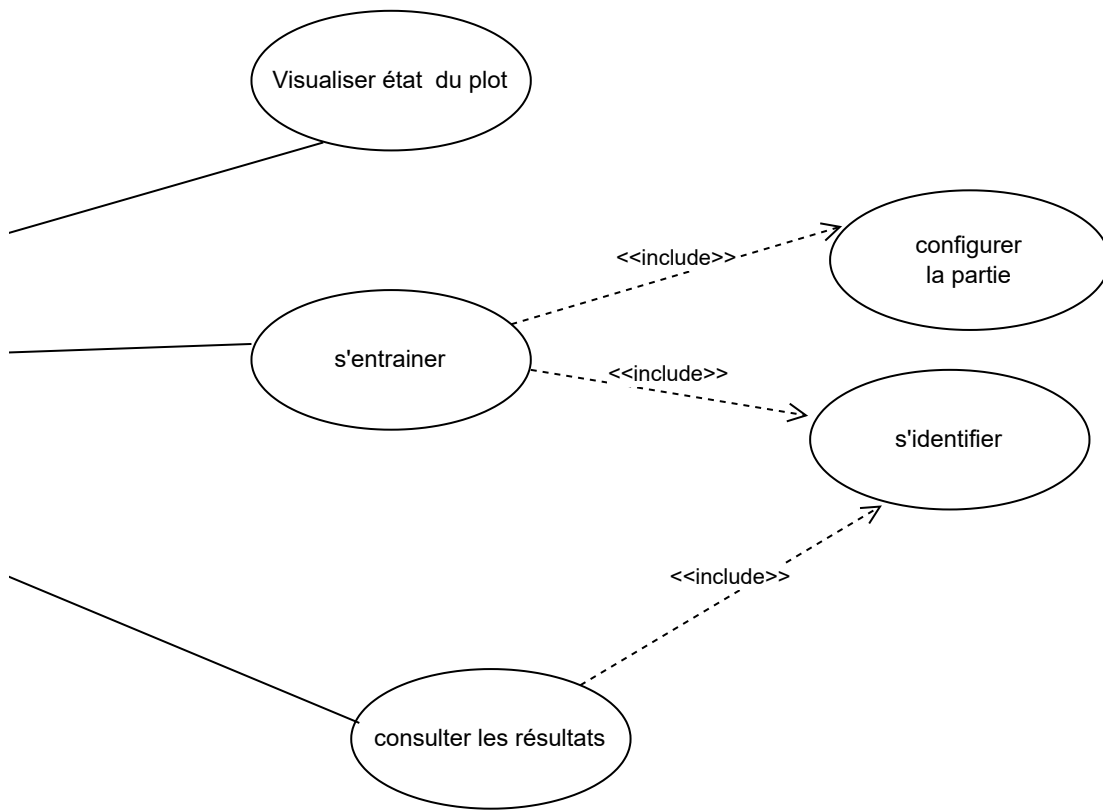 Visualiser état  du plot
configurer
la partie
<<include>>
s'entrainer
<<include>>
s'identifier
<<include>>
consulter les résultats